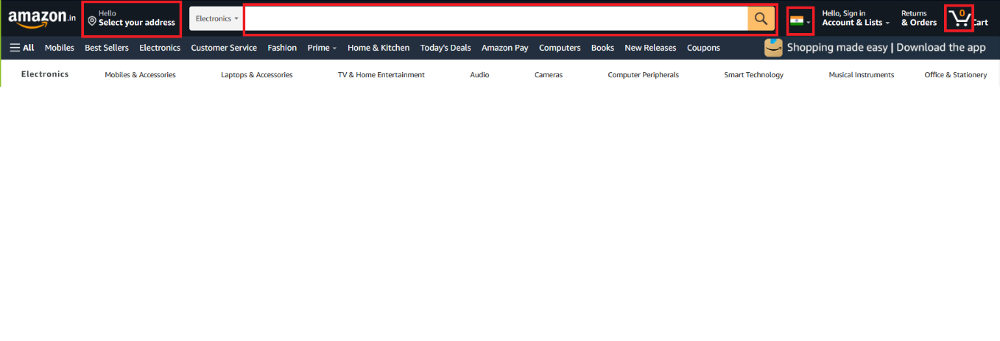 amazon.in
Hello
Select your address
Electronics
Hello, Sign in
Account & Lists
Returns
& Orders
0
Cart
All Mobiles Best Sellers Electronics Customer Service Fashion Prime Home & Kitchen Today's Deals Amazon Pay Computers Books New Releases Coupons Shopping made easy | Download the app
Electronics Mobiles & Accessories Laptops & Accessories TV & Home Entertainment Audio Cameras Computer Peripherals Smart Technology Musical Instruments Office & Stationery